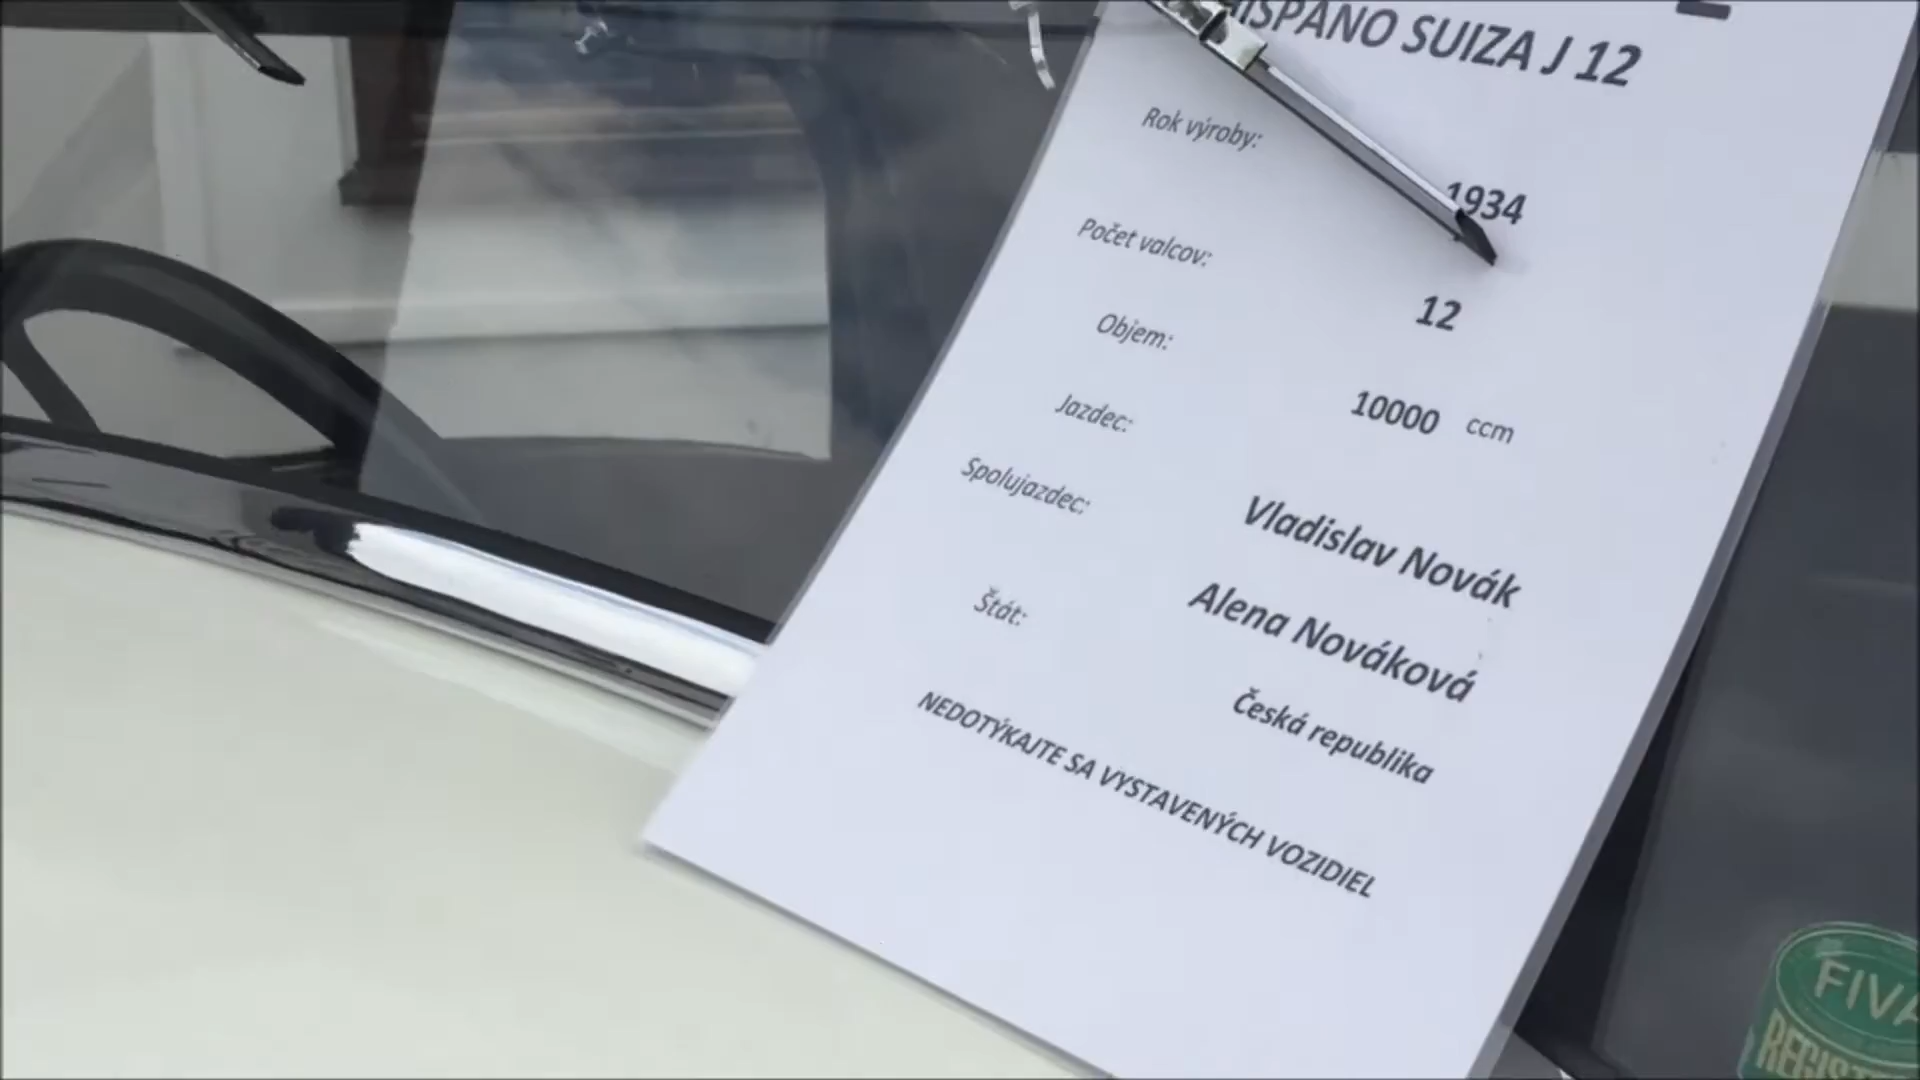 HISPANO SUIZA J 12
Rok výroby:
1934
Počet valcov:
12
Objem:
10000 ccm
Jazdec:
Vladislav Novák
Spolujazdec:
Alena Nováková
Štát:
Česká republika
NEDOTÝKAJTE SA VYSTAVENÝCH VOZIDIEL
FIVA